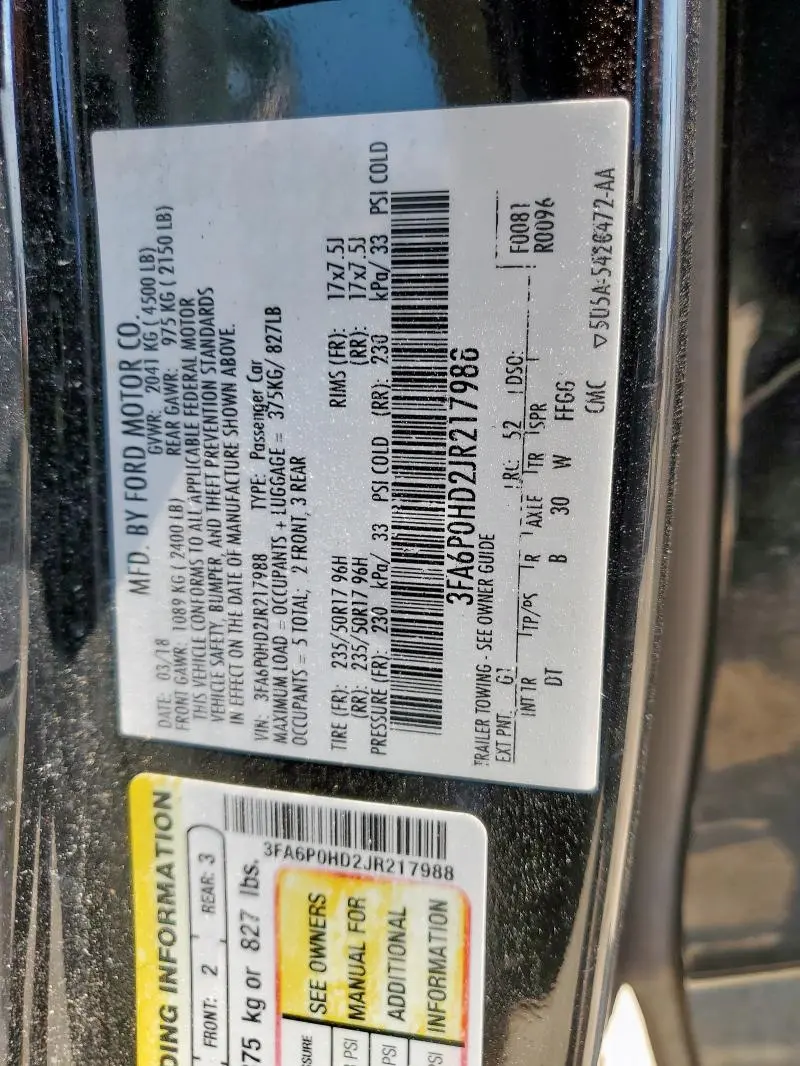 MFD. BY FORD MOTOR CO.
DATE: 03/18 GVWR: 2041 KG ( 4500 LB)
FRONT GAWR: 1089 KG ( 2400 LB) REAR GAWR: 975 KG ( 2150 LB)
THIS VEHICLE CONFORMS TO ALL APPLICABLE FEDERAL MOTOR
VEHICLE SAFETY, BUMPER, AND THEFT PREVENTION STANDARDS
IN EFFECT ON THE DATE OF MANUFACTURE SHOWN ABOVE.
VIN: 3FA6P0HD2JR217988 TYPE: Passenger Car
MAXIMUM LOAD = OCCUPANTS + LUGGAGE = 375KG/ 827LB
OCCUPANTS = 5 TOTAL; 2 FRONT, 3 REAR
TIRE (FR): 235/50R17 96H RIMS (FR): 17x7.5J
(RR): 235/50R17 96H (RR): 17x7.5J
PRESSURE (FR): 230 kPa/ 33 PSI COLD (RR): 230 kPa/ 33 PSI COLD
3FA6P0HD2JR217988
TRAILER TOWING - SEE OWNER GUIDE
EXT PNT: G1 RC: 52 DSO: F0081
INT TR TP/PS R AXLE TR SPR R0096
DT B 30 W FFGG
CMC ▽5U5A-5420472-AA
DING INFORMATION
FRONT: 2 REAR: 3
375 kg or 827 lbs.
3FA6P0HD2JR217988
SURE
PSI
PSI
PSI
SEE OWNERS
MANUAL FOR
ADDITIONAL
INFORMATION